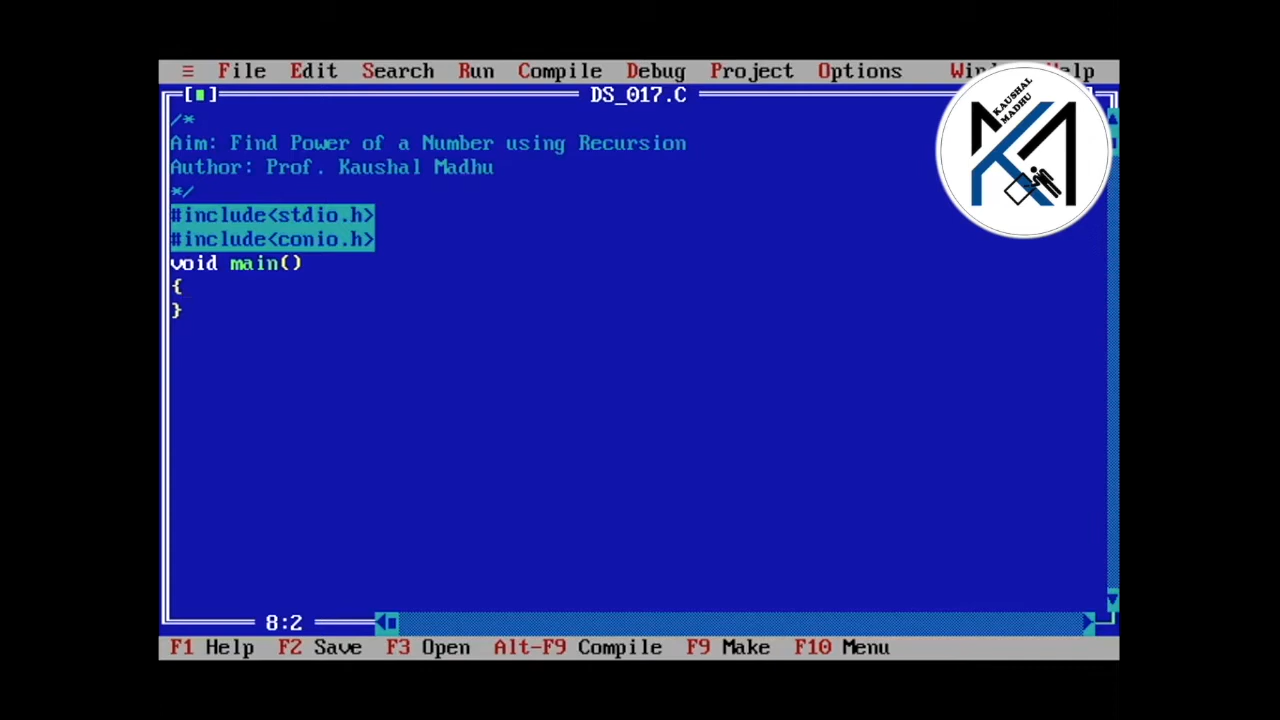 ≡ File Edit Search Run Compile Debug Project Options
DS_017.C
KAUSHAL
MADHU
/*
Aim: Find Power of a Number using Recursion
Author: Prof. Kaushal Madhu
*/
#include<stdio.h>
#include<conio.h>
void main()
{
}
8:2
F1 Help F2 Save F3 Open Alt-F9 Compile F9 Make F10 Menu